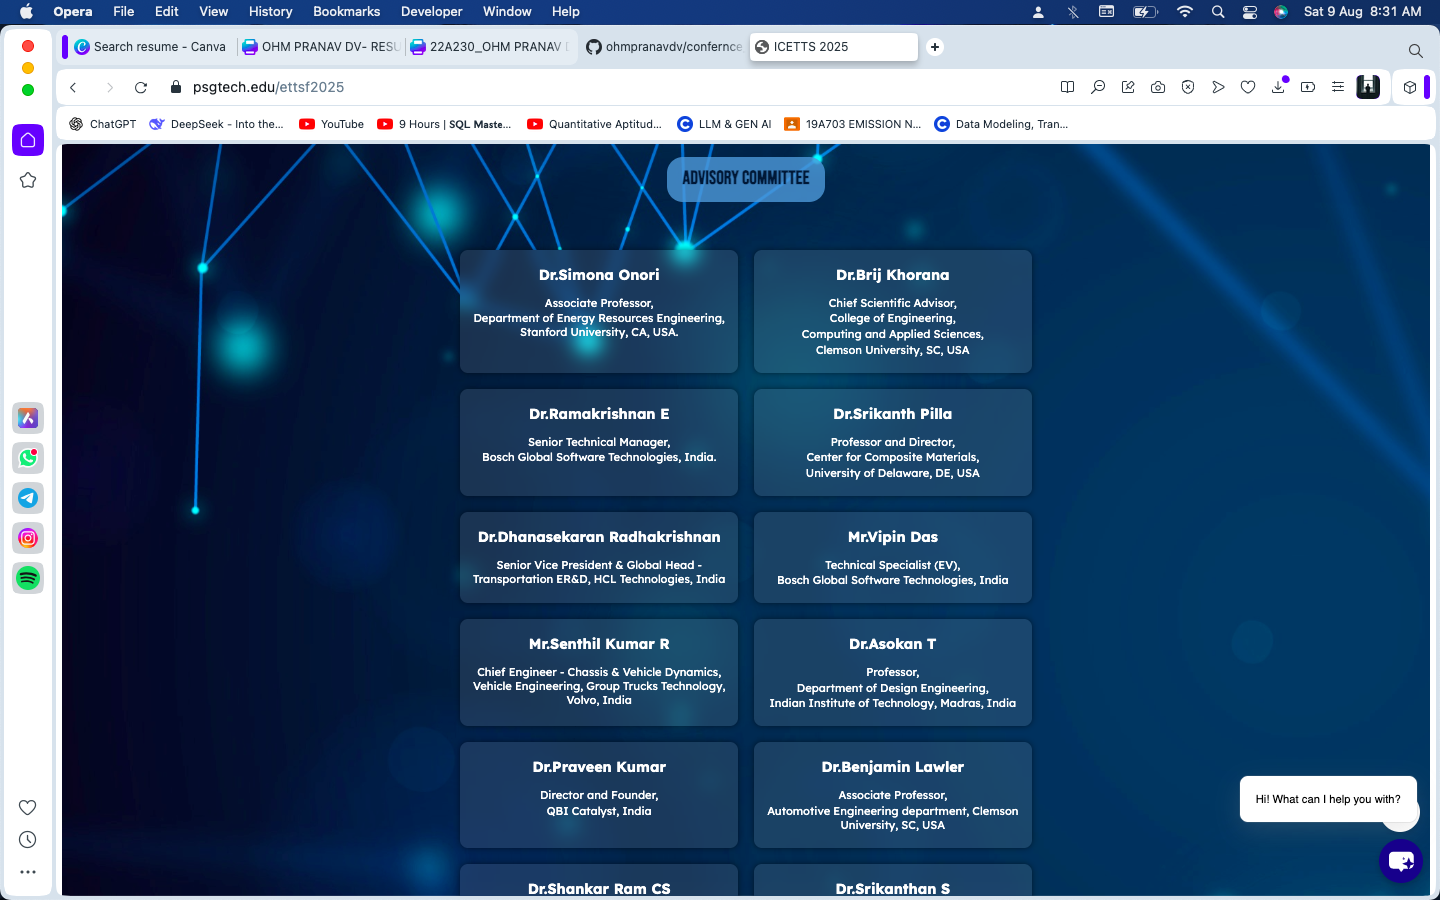 Opera File Edit View History Bookmarks Developer Window Help Sat 9 Aug 8:31 AM
Search resume - Canva OHM PRANAV DV- RESU 22A230_OHM PRANAV ohmpranavdv/confernce ICETTS 2025
psgtech.edu/ettsf2025
ChatGPT DeepSeek - Into the... YouTube 9 Hours | SQL Maste... Quantitative Aptitud... LLM & GEN AI 19A703 EMISSION N... Data Modeling, Tran...
ADVISORY COMMITTEE
Dr.Simona Onori
Associate Professor,
Department of Energy Resources Engineering,
Stanford University, CA, USA.
Dr.Brij Khorana
Chief Scientific Advisor,
College of Engineering,
Computing and Applied Sciences,
Clemson University, SC, USA
Dr.Ramakrishnan E
Senior Technical Manager,
Bosch Global Software Technologies, India.
Dr.Srikanth Pilla
Professor and Director,
Center for Composite Materials,
University of Delaware, DE, USA
Dr.Dhanasekaran Radhakrishnan
Senior Vice President & Global Head -
Transportation ER&D, HCL Technologies, India
Mr.Vipin Das
Technical Specialist (EV),
Bosch Global Software Technologies, India
Mr.Senthil Kumar R
Chief Engineer - Chassis & Vehicle Dynamics,
Vehicle Engineering, Group Trucks Technology,
Volvo, India
Dr.Asokan T
Professor,
Department of Design Engineering,
Indian Institute of Technology, Madras, India
Dr.Praveen Kumar
Director and Founder,
QBI Catalyst, India
Dr.Benjamin Lawler
Associate Professor,
Automotive Engineering department, Clemson
University, SC, USA
Dr.Shankar Ram CS
Dr.Srikanthan S
Hi! What can I help you with?